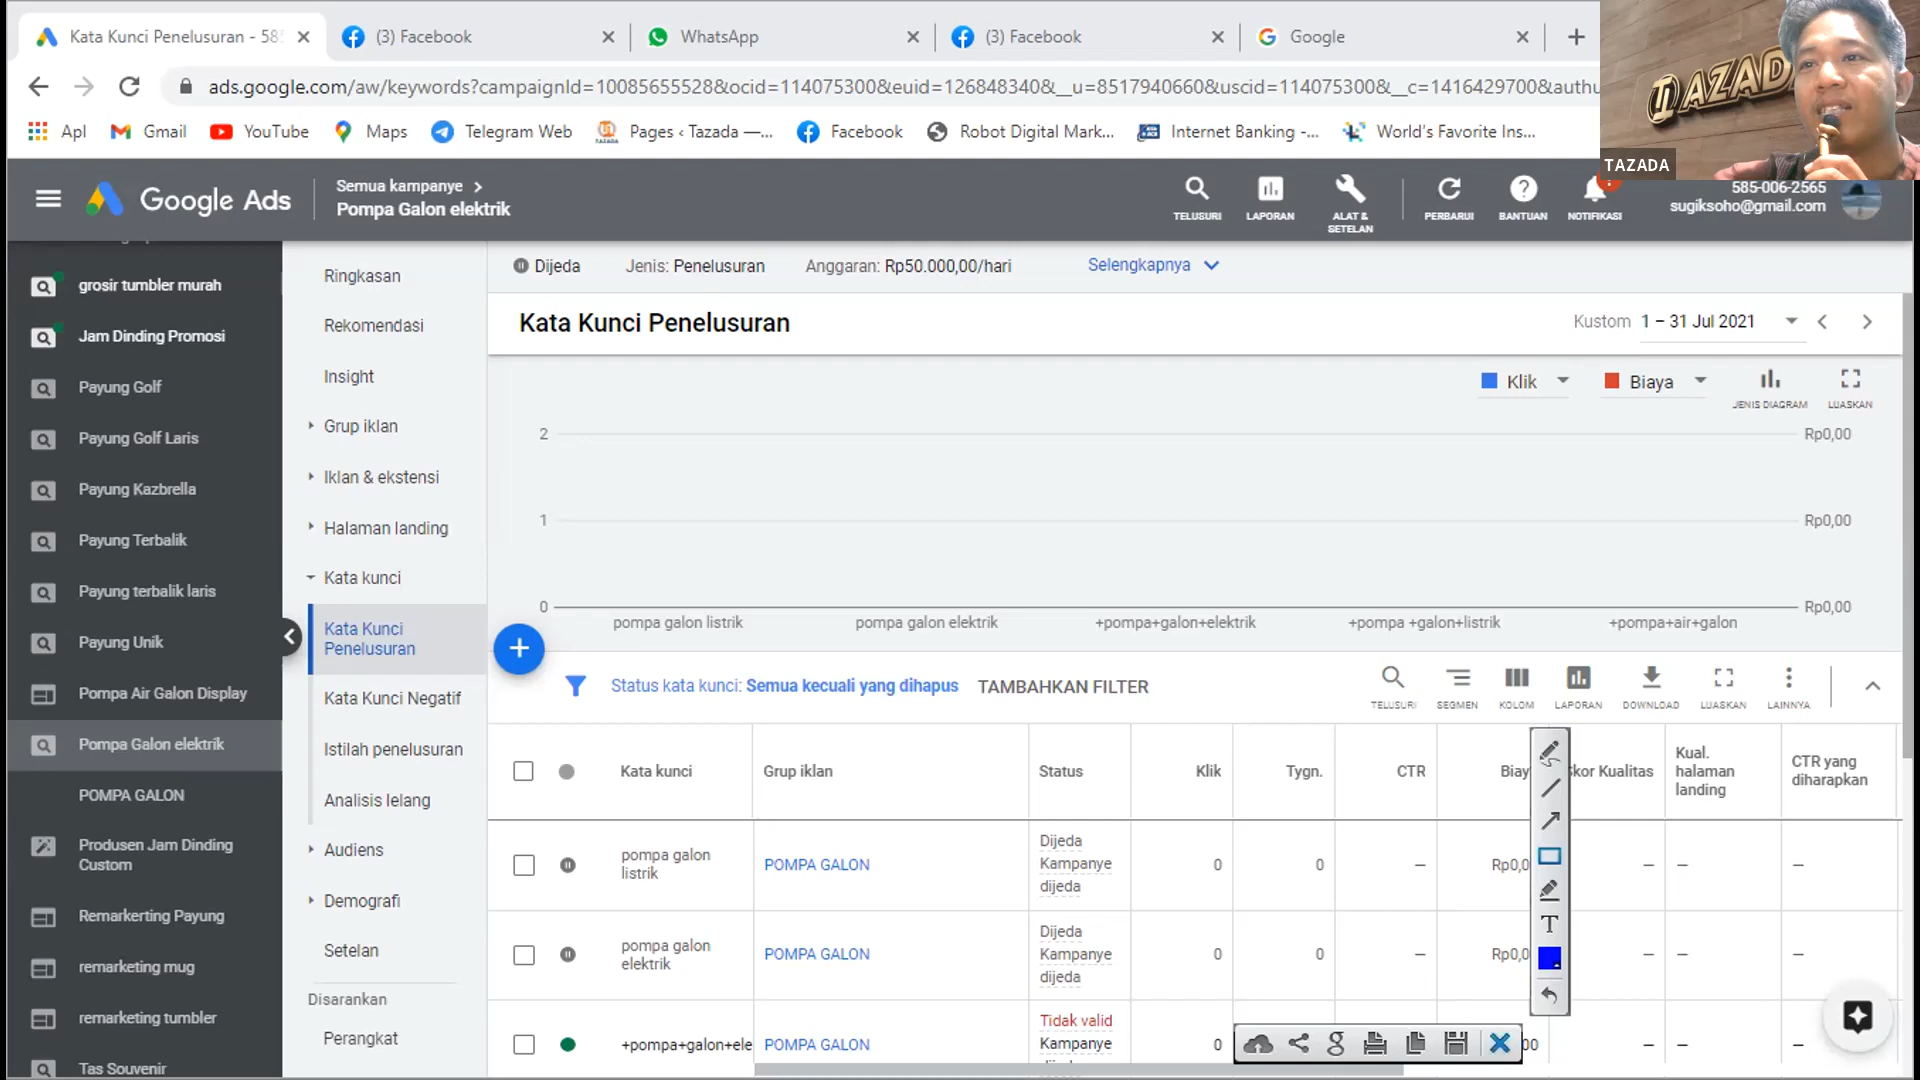 Kata Kunci Penelusuran - 585
(3) Facebook
WhatsApp
(3) Facebook
Google
ads.google.com/aw/keywords?campaignId=10085655528&ocid=114075300&euid=126848340&__u=8517940660&uscid=114075300&__c=1416429700&authu
Apl
Gmail
YouTube
Maps
Telegram Web
Pages ‹ Tazada —...
Facebook
Robot Digital Mark...
Internet Banking -...
World's Favorite Ins...
TAZADA
TAZADA
Google Ads
Semua kampanye
Pompa Galon elektrik
TELUSURI
LAPORAN
ALAT & SETELAN
PERBARUI
BANTUAN
NOTIFIKASI
585-006-2565
sugiksoho@gmail.com
grosir tumbler murah
Jam Dinding Promosi
Payung Golf
Payung Golf Laris
Payung Kazbrella
Payung Terbalik
Payung terbalik laris
Payung Unik
Pompa Air Galon Display
Pompa Galon elektrik
POMPA GALON
Produsen Jam Dinding Custom
Remarkerting Payung
remarketing mug
remarketing tumbler
Tas Souvenir
Ringkasan
Rekomendasi
Insight
Grup iklan
Iklan & ekstensi
Halaman landing
Kata kunci
Kata Kunci Penelusuran
Kata Kunci Negatif
Istilah penelusuran
Analisis lelang
Audiens
Demografi
Setelan
Disarankan
Perangkat
Dijeda
Jenis: Penelusuran
Anggaran: Rp50.000,00/hari
Selengkapnya
Kata Kunci Penelusuran
Kustom 1 – 31 Jul 2021
Klik
Biaya
JENIS DIAGRAM
LUASKAN
2
Rp0,00
1
Rp0,00
0
Rp0,00
pompa galon listrik
pompa galon elektrik
+pompa+galon+elektrik
+pompa +galon+listrik
+pompa+air+galon
Status kata kunci: Semua kecuali yang dihapus
TAMBAHKAN FILTER
TELUSURI
SEGMEN
KOLOM
LAPORAN
DOWNLOAD
LUASKAN
LAINNYA
Kata kunci
Grup iklan
Status
Klik
Tygn.
CTR
Biay
Skor Kualitas
Kual. halaman landing
CTR yang diharapkan
pompa galon listrik
POMPA GALON
Dijeda
Kampanye
dijeda
0
0
–
Rp0,0
–
–
–
pompa galon elektrik
POMPA GALON
Dijeda
Kampanye
dijeda
0
0
–
Rp0,0
–
–
–
+pompa+galon+ele
POMPA GALON
Tidak valid
Kampanye
0
00
–
–
–